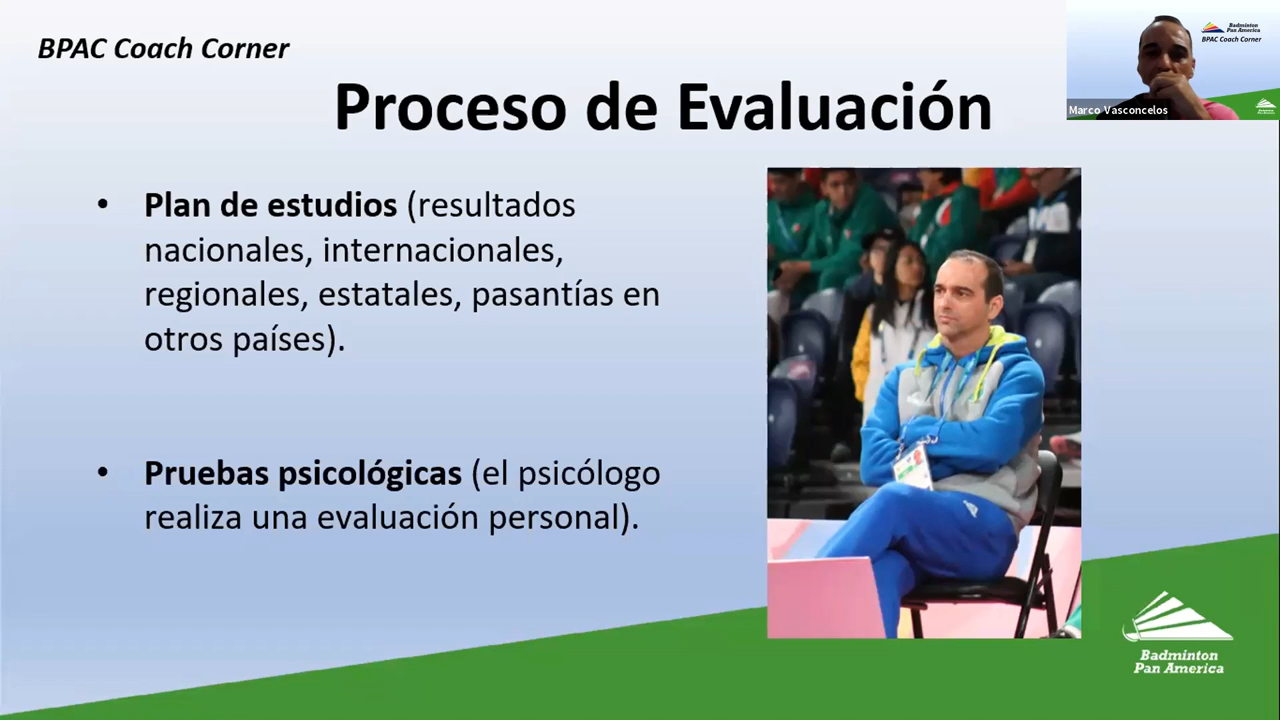 BPAC Coach Corner
Proceso de Evaluación
Badminton
Pan America
BPAC Coach Corner
Marco Vasconcelos
• Plan de estudios (resultados
nacionales, internacionales,
regionales, estatales, pasantías en
otros países).
• Pruebas psicológicas (el psicólogo
realiza una evaluación personal).
Badminton
Pan America